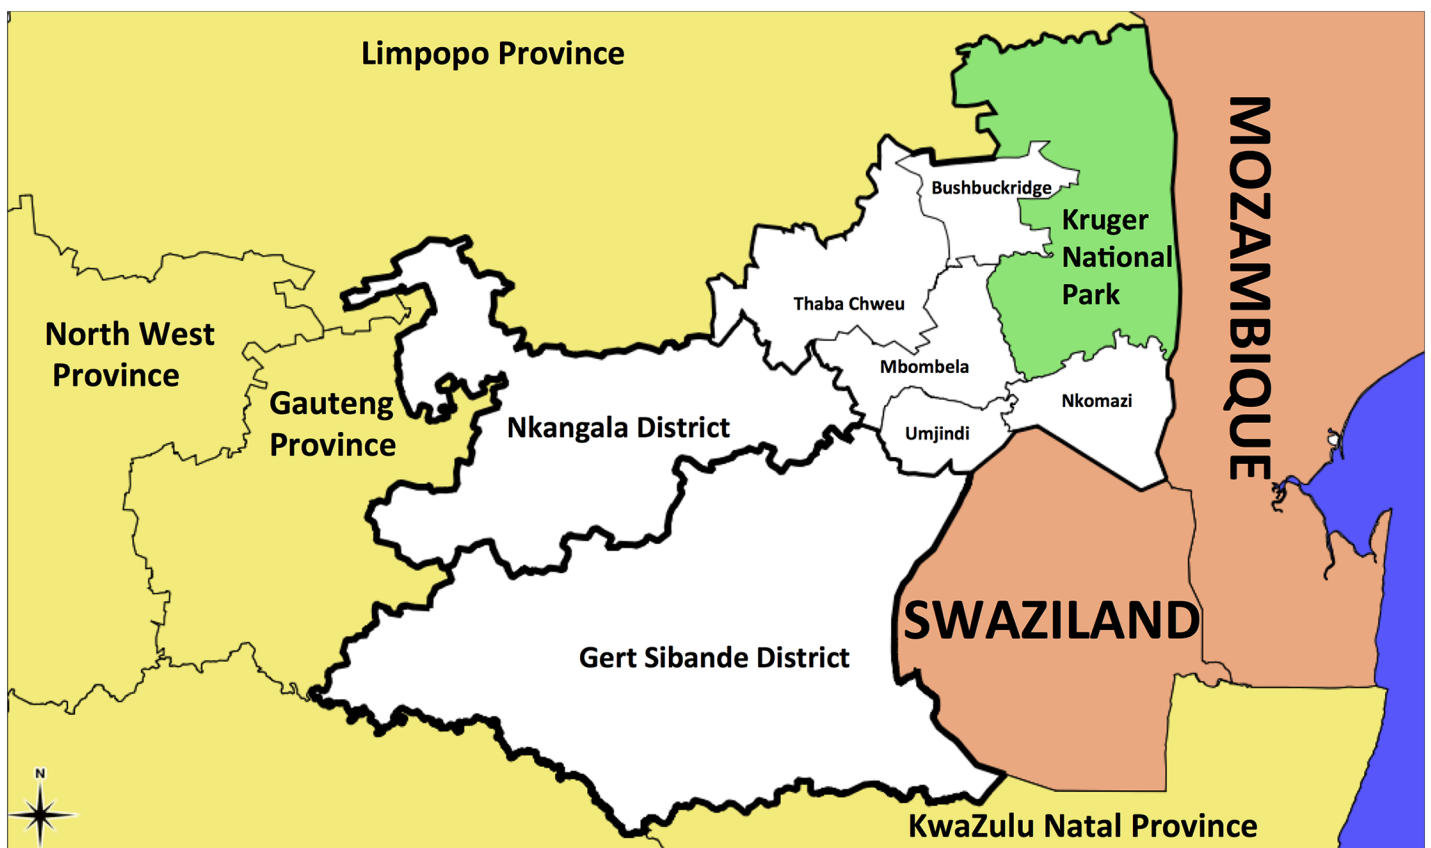 Limpopo Province
MOZAMBIQUE
Bushbuckridge
Kruger
National
Park
Thaba Chweu
North West
Province
Mbombela
Gauteng
Province
Nkomazi
Nkangala District
Umjindi
SWAZILAND
Gert Sibande District
N
KwaZulu Natal Province